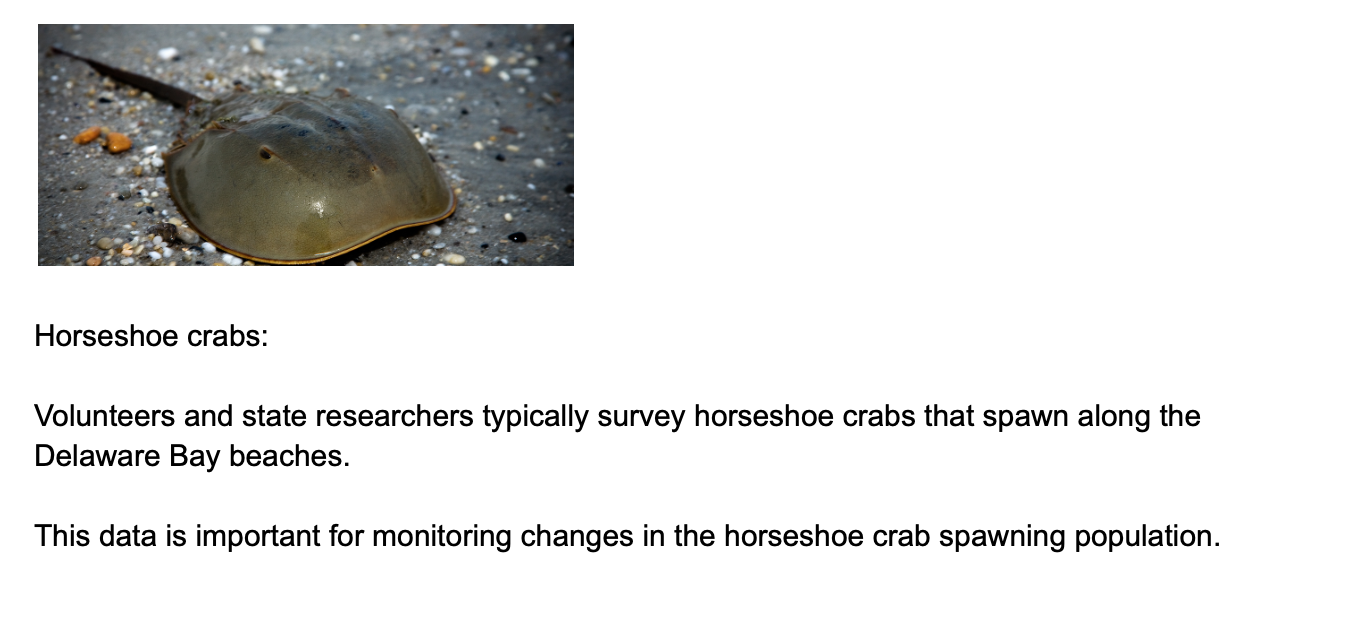 Horseshoe crabs:
Volunteers and state researchers typically survey horseshoe crabs that spawn along the
Delaware Bay beaches.
This data is important for monitoring changes in the horseshoe crab spawning population.